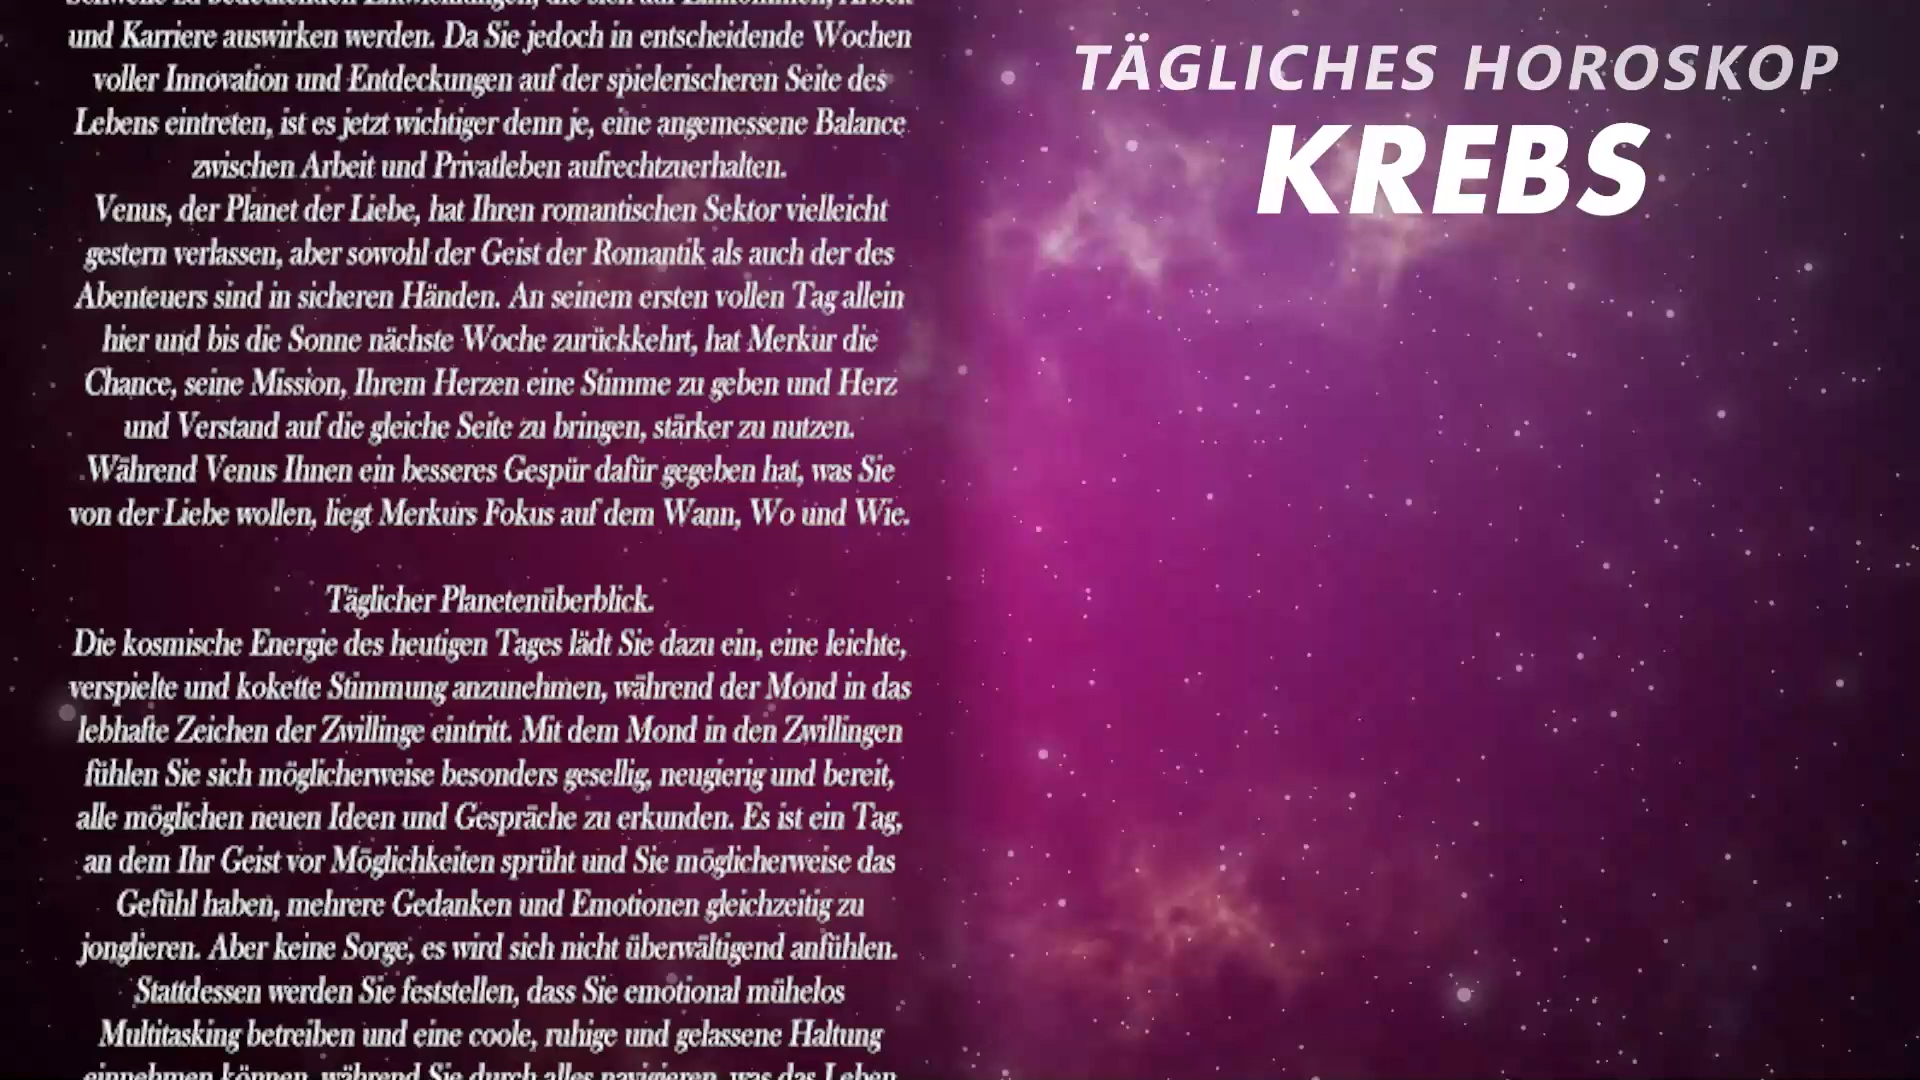 und Karriere auswirken werden. Da Sie jedoch in entscheidende Wochen
voller Innovation und Entdeckungen auf der spielerischeren Seite des
Lebens eintreten, ist es jetzt wichtiger denn je, eine angemessene Balance
zwischen Arbeit und Privatleben aufrechtzuerhalten.
Venus, der Planet der Liebe, hat Ihren romantischen Sektor vielleicht
gestern verlassen, aber sowohl der Geist der Romantik als auch der des
Abenteuers sind in sicheren Händen. An seinem ersten vollen Tag allein
hier und bis die Sonne nächste Woche zurückkehrt, hat Merkur die
Chance, seine Mission, Ihrem Herzen eine Stimme zu geben und Herz
und Verstand auf die gleiche Seite zu bringen, stärker zu nutzen.
Während Venus Ihnen ein besseres Gespür dafür gegeben hat, was Sie
von der Liebe wollen, liegt Merkurs Fokus auf dem Wann, Wo und Wie.
Täglicher Planetenüberblick.
Die kosmische Energie des heutigen Tages lädt Sie dazu ein, eine leichte,
verspielte und kokette Stimmung anzunehmen, während der Mond in das
lebhafte Zeichen der Zwillinge eintritt. Mit dem Mond in den Zwillingen
fühlen Sie sich möglicherweise besonders gesellig, neugierig und bereit,
alle möglichen neuen Ideen und Gespräche zu erkunden. Es ist ein Tag,
an dem Ihr Geist vor Möglichkeiten sprüht und Sie möglicherweise das
Gefühl haben, mehrere Gedanken und Emotionen gleichzeitig zu
jonglieren. Aber keine Sorge, es wird sich nicht überwältigend anfühlen.
Stattdessen werden Sie feststellen, dass Sie emotional mühelos
Multitasking betreiben und eine coole, ruhige und gelassene Haltung
einnehmen können, während Sie durch alles navigieren, was das Leben
TÄGLICHES HOROSKOP
KREBS